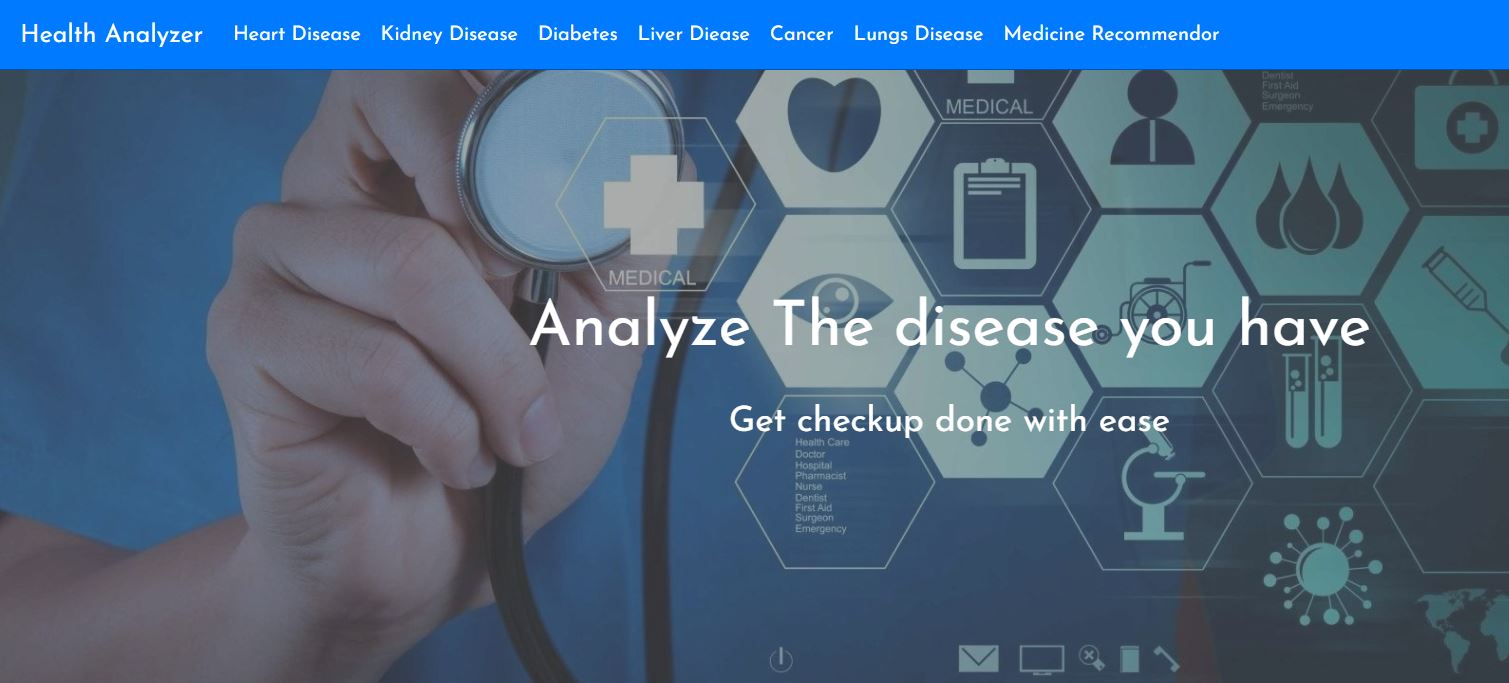 Health Analyzer Heart Disease Kidney Disease Diabetes Liver Diease Cancer Lungs Disease Medicine Recommendor
Dentist
First Aid
Surgeon
Emergency
MEDICAL
MEDICAL
Analyze The disease you have
Get checkup done with ease
Health Care
Doctor
Hospital
Pharmacist
Nurse
Dentist
First Aid
Surgeon
Emergency